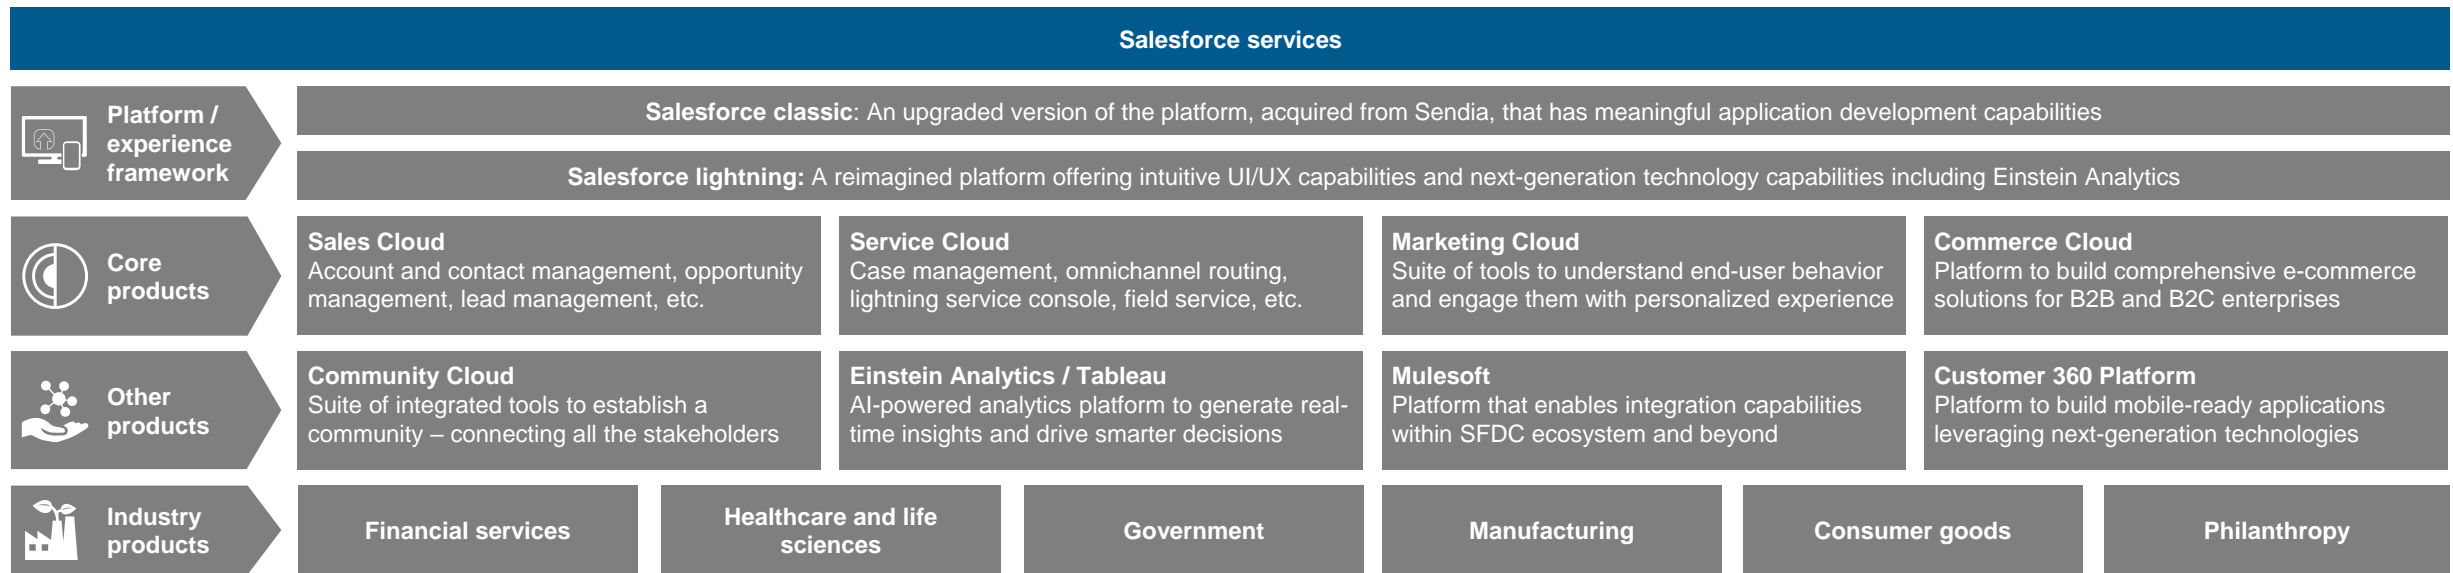 Salesforce services
Platform /
experience
framework
Salesforce classic: An upgraded version of the platform, acquired from Sendia, that has meaningful application development capabilities
Salesforce lightning: A reimagined platform offering intuitive UI/UX capabilities and next-generation technology capabilities including Einstein Analytics
Core
products
Sales Cloud
Account and contact management, opportunity
management, lead management, etc.
Service Cloud
Case management, omnichannel routing,
lightning service console, field service, etc.
Marketing Cloud
Suite of tools to understand end-user behavior
and engage them with personalized experience
Commerce Cloud
Platform to build comprehensive e-commerce
solutions for B2B and B2C enterprises
Other
products
Community Cloud
Suite of integrated tools to establish a
community – connecting all the stakeholders
Einstein Analytics / Tableau
AI-powered analytics platform to generate real-
time insights and drive smarter decisions
Mulesoft
Platform that enables integration capabilities
within SFDC ecosystem and beyond
Customer 360 Platform
Platform to build mobile-ready applications
leveraging next-generation technologies
Industry
products
Financial services
Healthcare and life
sciences
Government
Manufacturing
Consumer goods
Philanthropy